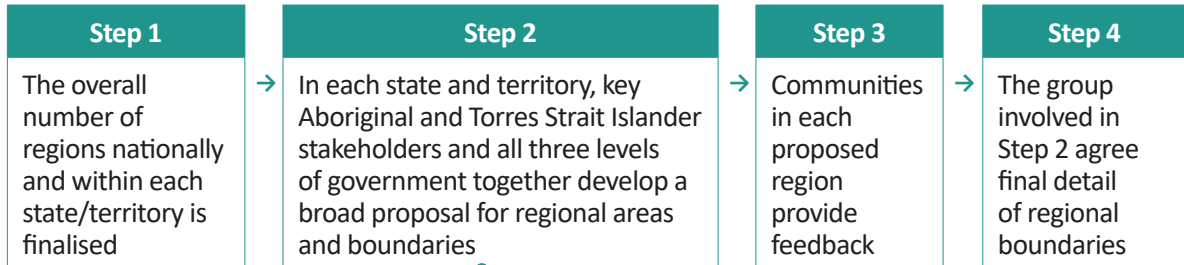 Step 1
The overall
number of
regions nationally
and within each
state/territory is
finalised
→
Step 2
In each state and territory, key
Aboriginal and Torres Strait Islander
stakeholders and all three levels
of government together develop a
broad proposal for regional areas
and boundaries
→
Step 3
Communities
in each
proposed
region
provide
feedback
→
Step 4
The group
involved in
Step 2 agree
final detail
of regional
boundaries